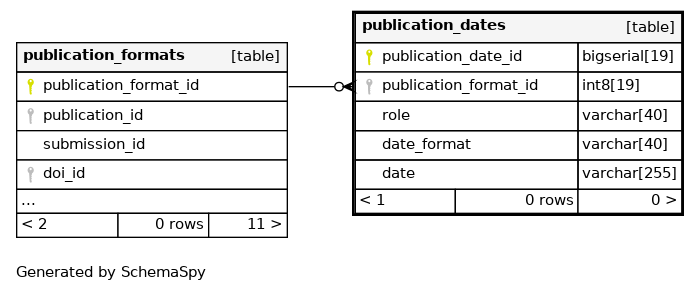 publication_formats [table]
publication_format_id
publication_id
submission_id
doi_id
...
< 2 0 rows 11 >
publication_dates [table]
publication_date_id bigserial[19]
publication_format_id int8[19]
role varchar[40]
date_format varchar[40]
date varchar[255]
< 1 0 rows 0 >
Generated by SchemaSpy